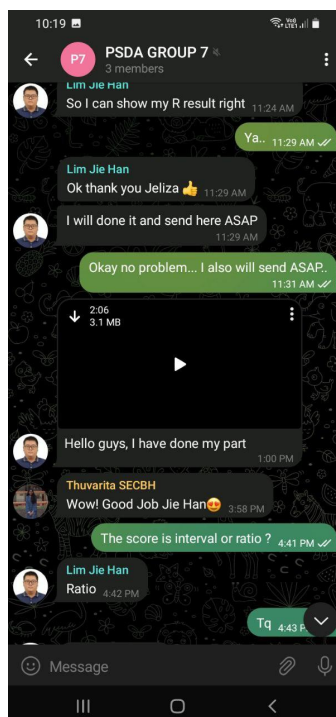 10:19
Vo))
LTE1
P7
PSDA GROUP 7
3 members
Lim Jie Han
So I can show my R result right 11:24 AM
Ya.. 11:29 AM
Lim Jie Han
Ok thank you Jeliza 👍 11:29 AM
I will done it and send here ASAP
11:29 AM
Okay no problem... I also will send ASAP..
11:31 AM
2:06
3.1 MB
Hello guys, I have done my part
1:00 PM
Thuvarita SECBH
Wow! Good Job Jie Han😍 3:58 PM
The score is interval or ratio ? 4:41 PM
Lim Jie Han
Ratio 4:42 PM
Tq 4:43 P
Message